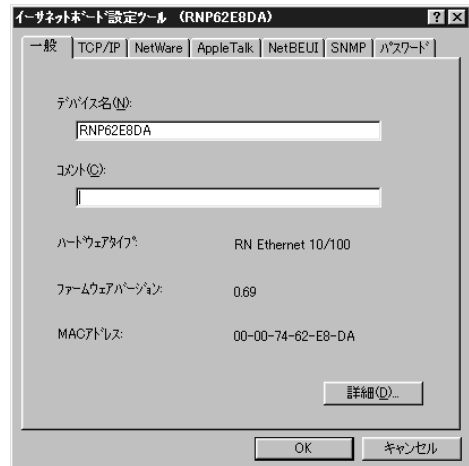 イーサネットボード設定ツール (RNP62E8DA)
一般 TCP/IP NetWare AppleTalk NetBEUI SNMP パスワード
デバイス名(N):
RNP62E8DA
コメント(C):
ハードウェアタイプ: RN Ethernet 10/100
ファームウェアバージョン: 0.69
MACアドレス: 00-00-74-62-E8-DA
詳細(D)...
OK キャンセル